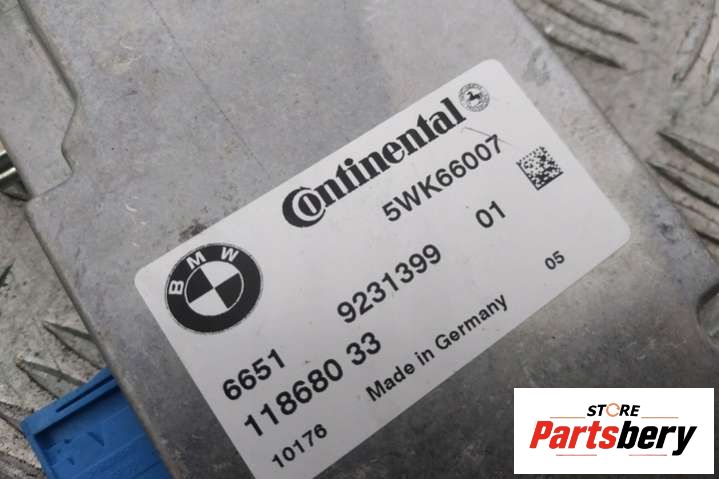 Continental
5WK66007
BMW
6651 9231399 01
118680 33
10176 Made in Germany 05
STORE
Partsbery